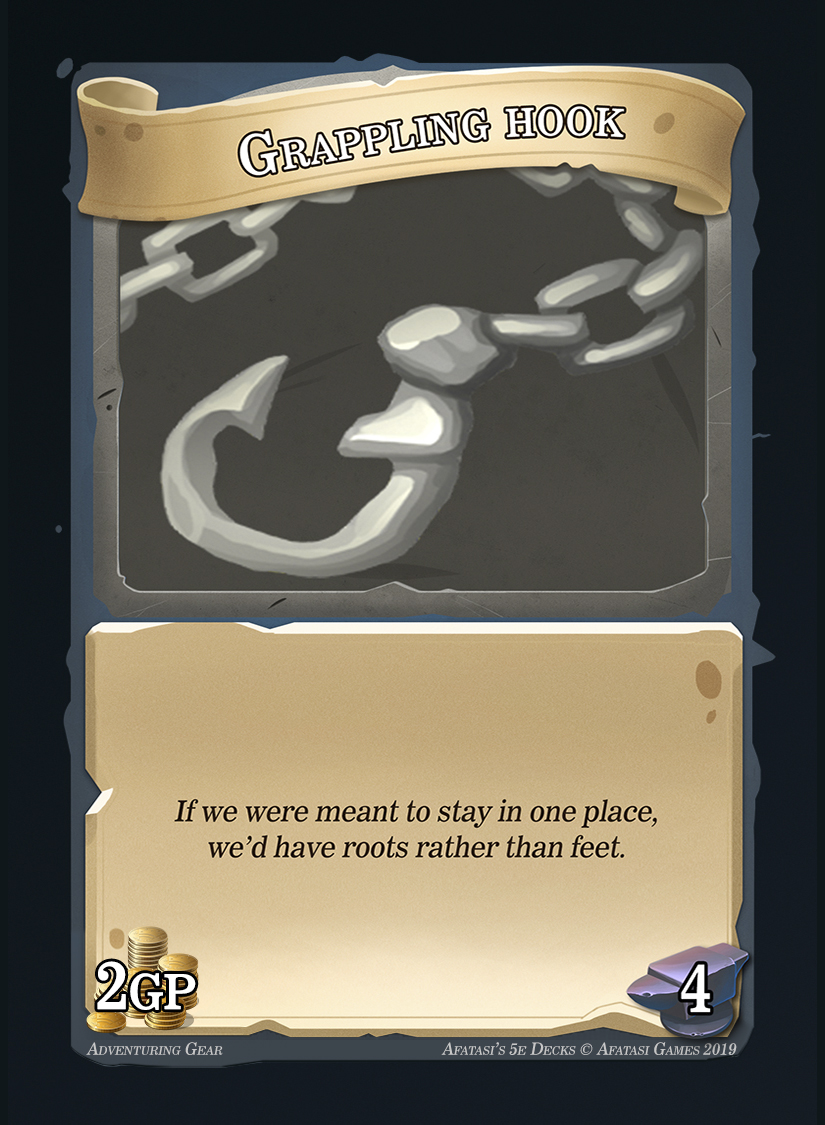 Grappling hook
If we were meant to stay in one place,
we'd have roots rather than feet.
2GP
4
Adventuring Gear
Afatasi's 5e Decks © Afatasi Games 2019